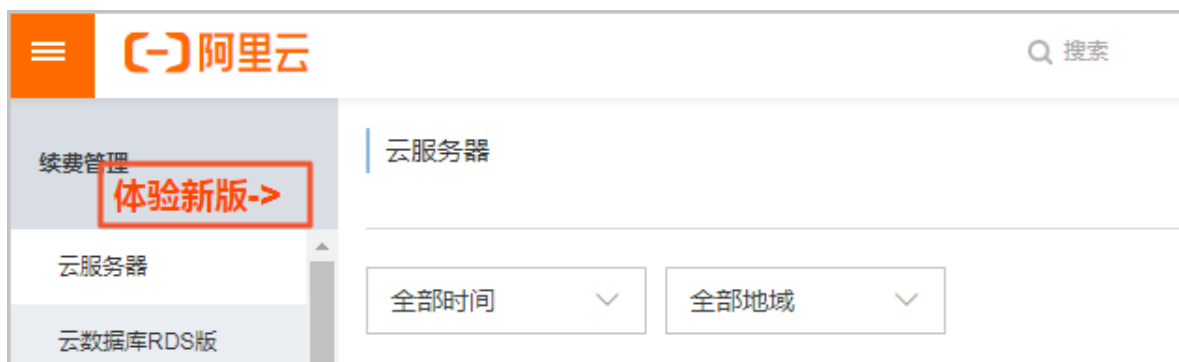 阿里云
搜索
续费管理
体验新版->
云服务器
云服务器
全部时间
全部地域
云数据库RDS版